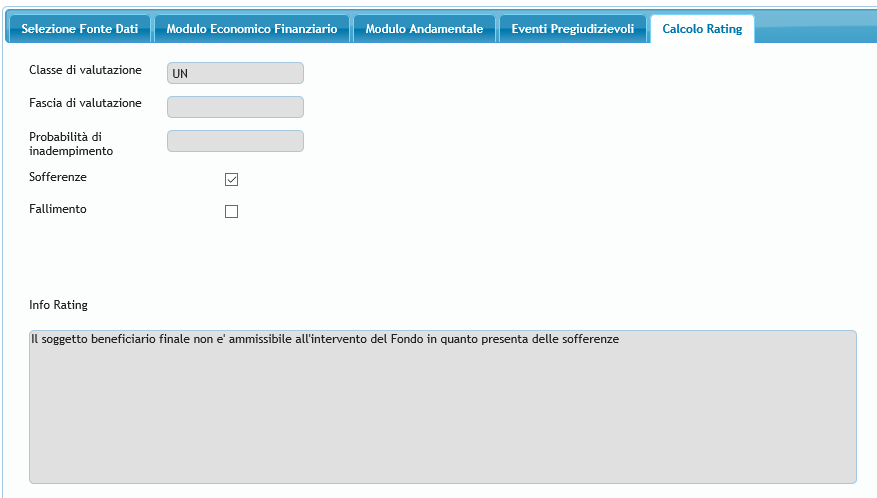 Selezione Fonte Dati
Modulo Economico Finanziario
Modulo Andamentale
Eventi Pregiudizievoli
Calcolo Rating
Classe di valutazione
UN
Fascia di valutazione
Probabilità di
inadempimento
Sofferenze
Fallimento
Info Rating
Il soggetto beneficiario finale non e' ammissibile all'intervento del Fondo in quanto presenta delle sofferenze